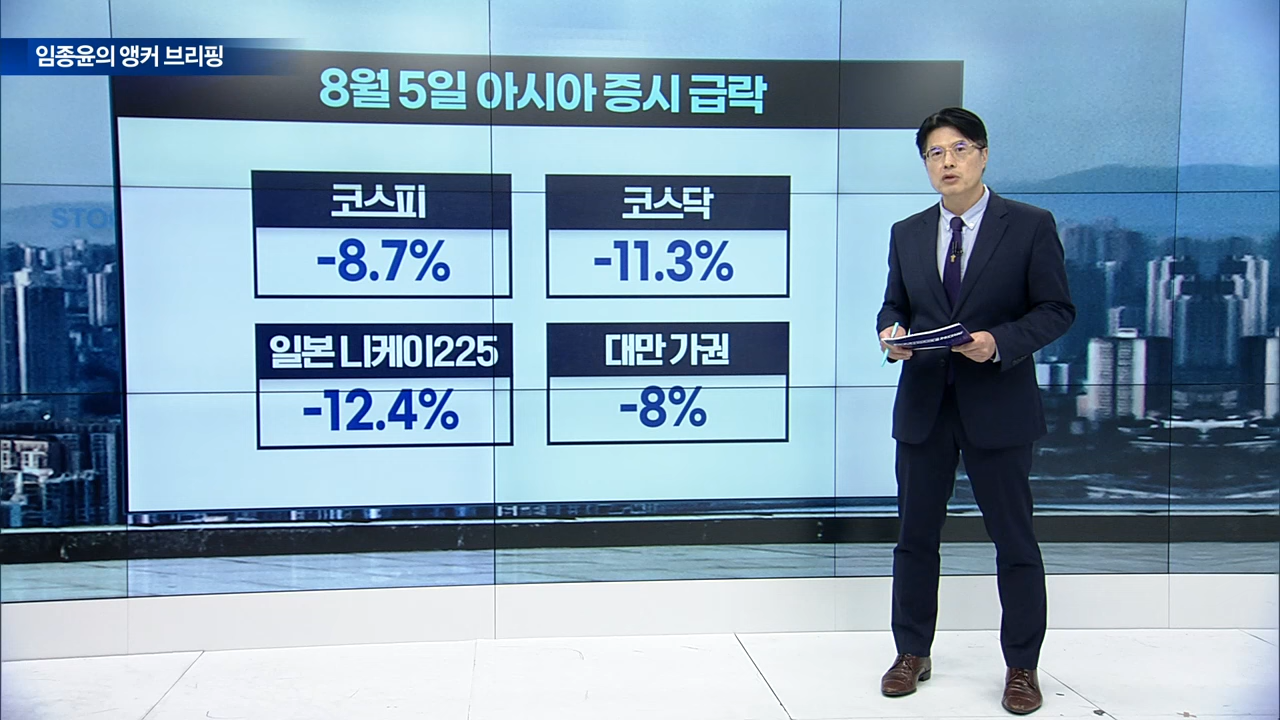 임종윤의 앵커 브리핑
8월 5일 아시아 증시 급락
STO
코스피
-8.7%
코스닥
-11.3%
일본 니케이225
-12.4%
대만 가권
-8%